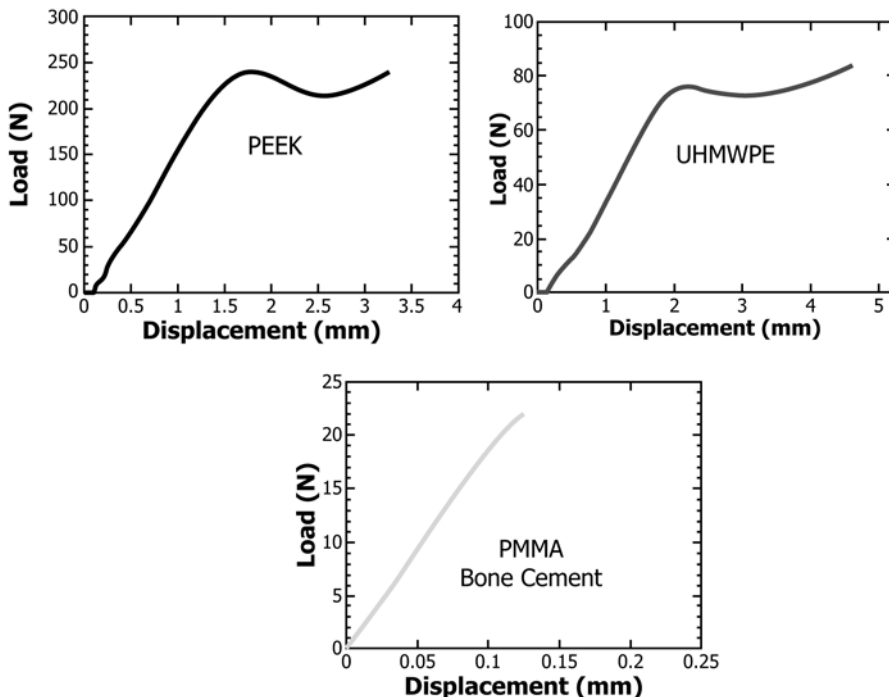 300
250
200
150
100
50
0
Load (N)
PEEK
0 0.5 1 1.5 2 2.5 3 3.5 4
Displacement (mm)
100
80
60
40
20
0
Load (N)
UHMWPE
0 1 2 3 4 5
Displacement (mm)
25
20
15
10
5
0
Load (N)
PMMA
Bone Cement
0 0.05 0.1 0.15 0.2 0.25
Displacement (mm)